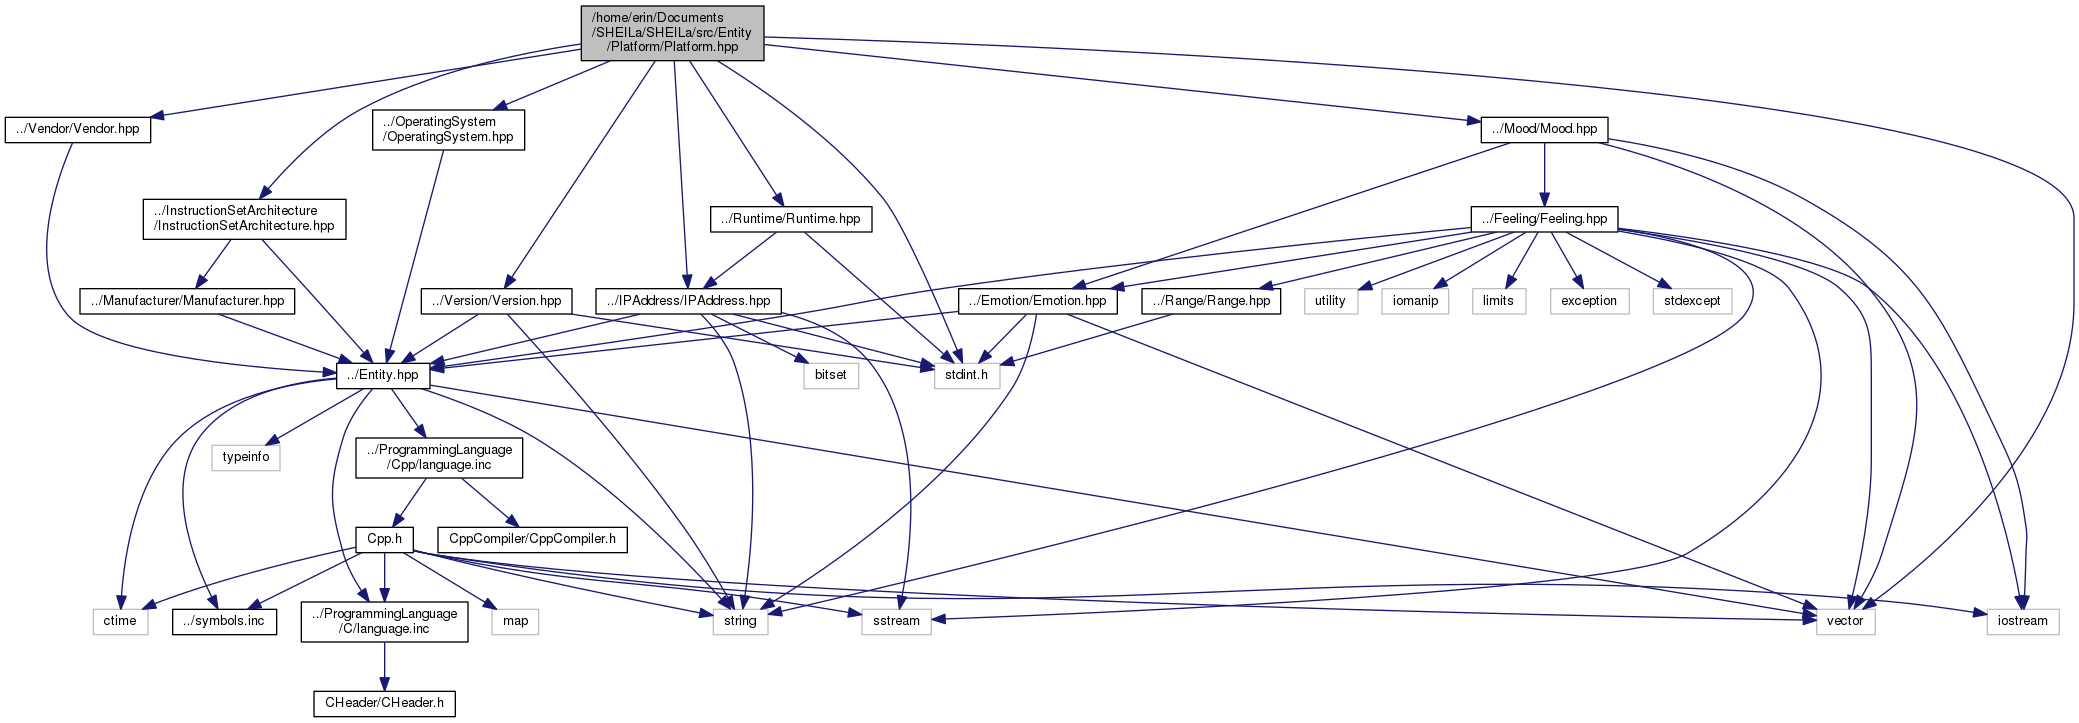 /home/erin/Documents
/SHEILa/SHEILa/src/Entity
/Platform/Platform.hpp
../Vendor/Vendor.hpp
../OperatingSystem
/OperatingSystem.hpp
../Mood/Mood.hpp
../InstructionSetArchitecture
/InstructionSetArchitecture.hpp
../Runtime/Runtime.hpp
../Feeling/Feeling.hpp
../Manufacturer/Manufacturer.hpp
../Version/Version.hpp
../IPAddress/IPAddress.hpp
../Emotion/Emotion.hpp
../Range/Range.hpp
utility
iomanip
limits
exception
stdexcept
../Entity.hpp
bitset
stdint.h
typeinfo
../ProgrammingLanguage
/Cpp/language.inc
Cpp.h
CppCompiler/CppCompiler.h
ctime
../symbols.inc
../ProgrammingLanguage
/C/language.inc
map
string
sstream
vector
iostream
CHeader/CHeader.h